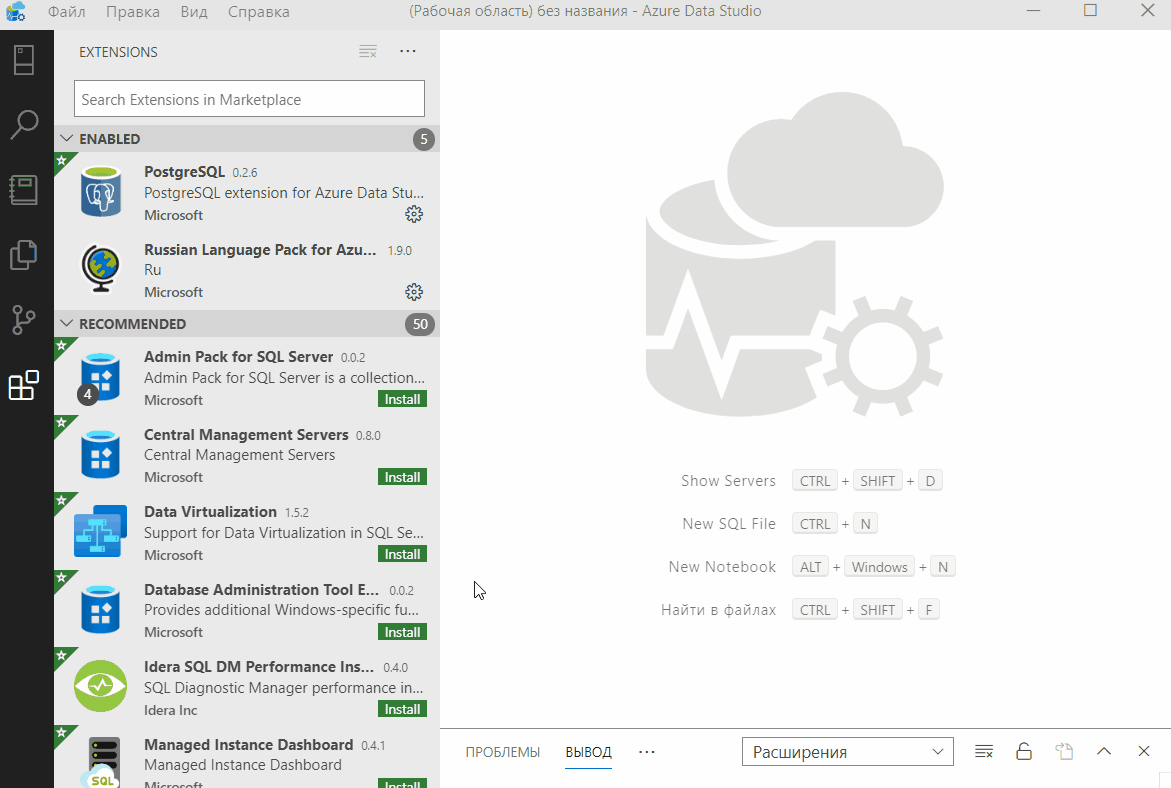 Файл Правка Вид Справка (Рабочая область) без названия - Azure Data Studio
EXTENSIONS
Search Extensions in Marketplace
ENABLED 5
PostgreSQL 0.2.6
PostgreSQL extension for Azure Data Stu...
Microsoft
Russian Language Pack for Azu... 1.9.0
Ru
Microsoft
RECOMMENDED 50
Admin Pack for SQL Server 0.0.2
Admin Pack for SQL Server is a collection...
4
Microsoft Install
Central Management Servers 0.8.0
Central Management Servers
Microsoft Install
Data Virtualization 1.5.2
Support for Data Virtualization in SQL Se...
Microsoft Install
Database Administration Tool E... 0.0.2
Provides additional Windows-specific fu...
Microsoft Install
Idera SQL DM Performance Ins... 0.4.0
SQL Diagnostic Manager performance in...
Idera Inc Install
Managed Instance Dashboard 0.4.1
Managed Instance Dashboard
SQL
Microsoft Install
Show Servers CTRL + SHIFT + D
New SQL File CTRL + N
New Notebook ALT + Windows + N
Найти в файлах CTRL + SHIFT + F
ПРОБЛЕМЫ ВЫВОД ... Расширения